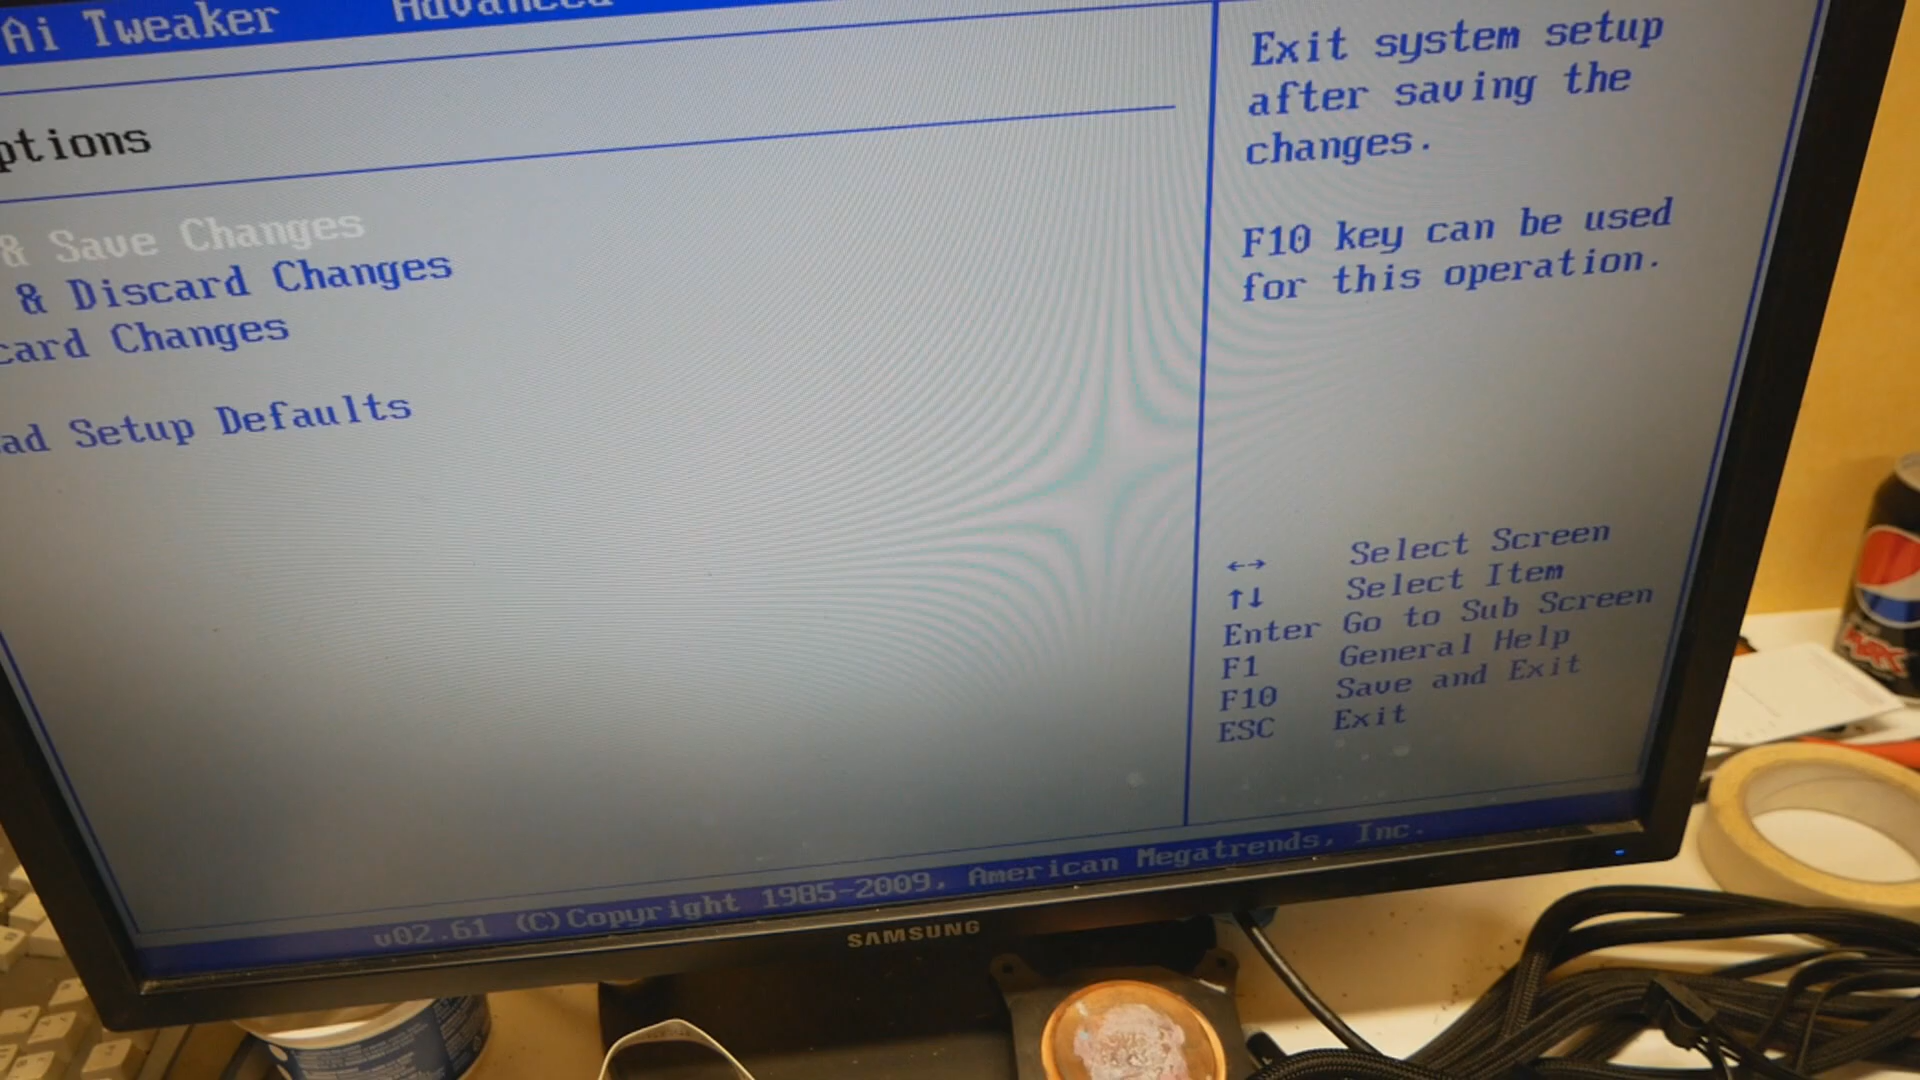 Ai Tweaker Advanced
ptions
& Save Changes
& Discard Changes
card Changes
ad Setup Defaults
Exit system setup
after saving the
changes.
F10 key can be used
for this operation.
←→ Select Screen
↑↓ Select Item
Enter Go to Sub Screen
F1 General Help
F10 Save and Exit
ESC Exit
v02.61 (C)Copyright 1985-2009, American Megatrends, Inc.
SAMSUNG
MAX